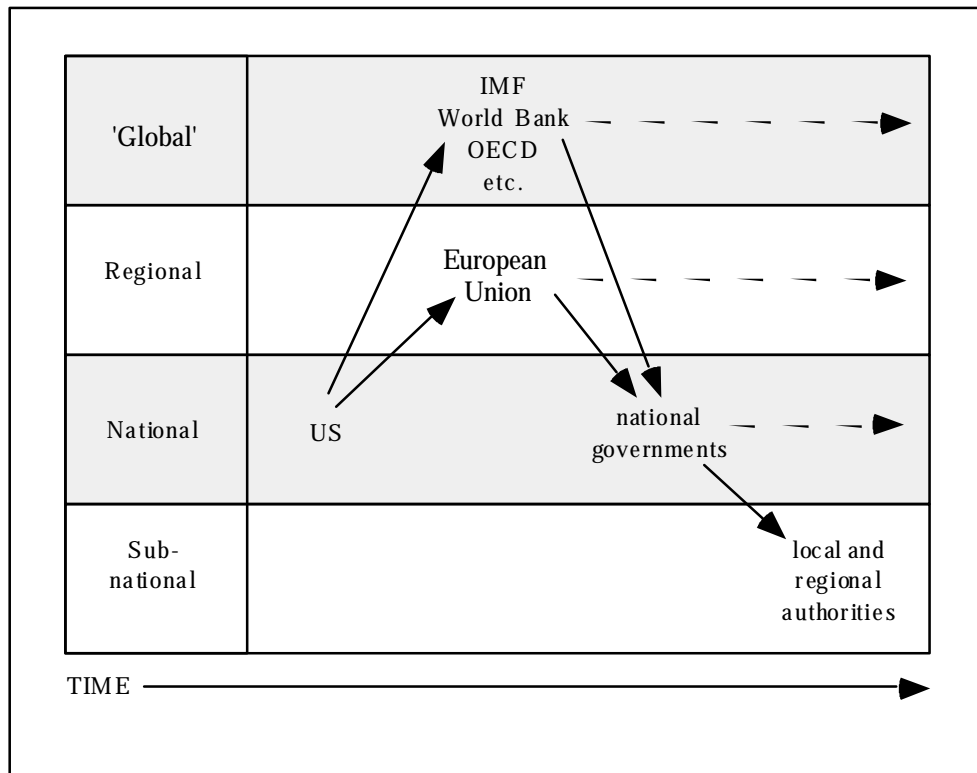 'Global'
IMF
World Bank
OECD
etc.
Regional
European
Union
National
US
national
governments
Sub-
national
local and
regional
authorities
TIME